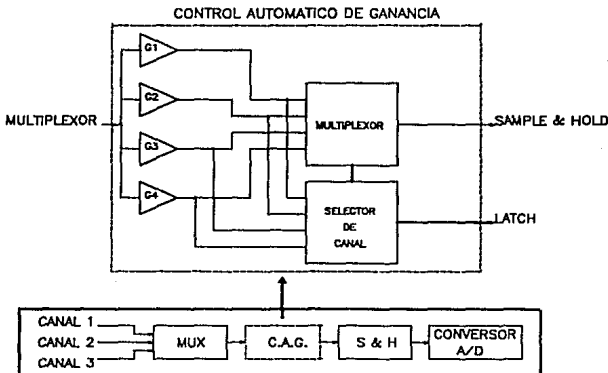 CONTROL AUTOMATICO DE GANANCIA
G1
G2
G3
G4
MULTIPLEXOR
MULTIPLEXOR
SAMPLE & HOLD
SELECTOR
DE
CANAL
LATCH
CANAL 1
CANAL 2
CANAL 3
MUX
C.A.G.
S & H
CONVERSOR
A/D